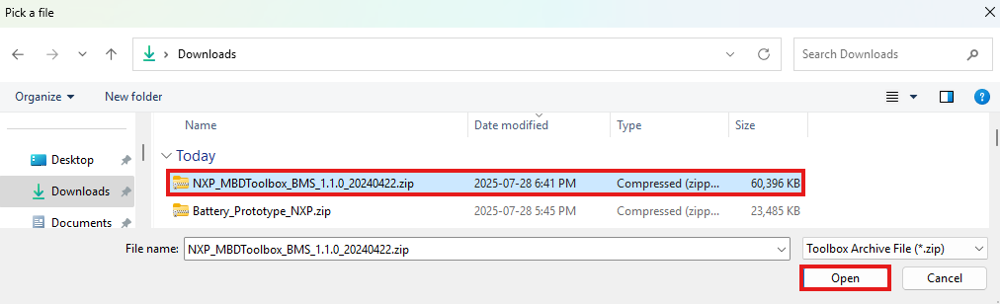 Pick a file
Downloads
Search Downloads
Organize
New folder
?
Name
Date modified
Type
Size
Desktop
Downloads
Documents
Today
NXP_MBDToolbox_BMS_1.1.0_20240422.zip 2025-07-28 6:41 PM Compressed (zipp... 60,396 KB
Battery_Prototype_NXP.zip 2025-07-28 5:45 PM Compressed (zipp... 23,485 KB
File name: NXP_MBDToolbox_BMS_1.1.0_20240422.zip Toolbox Archive File (*.zip)
Open Cancel